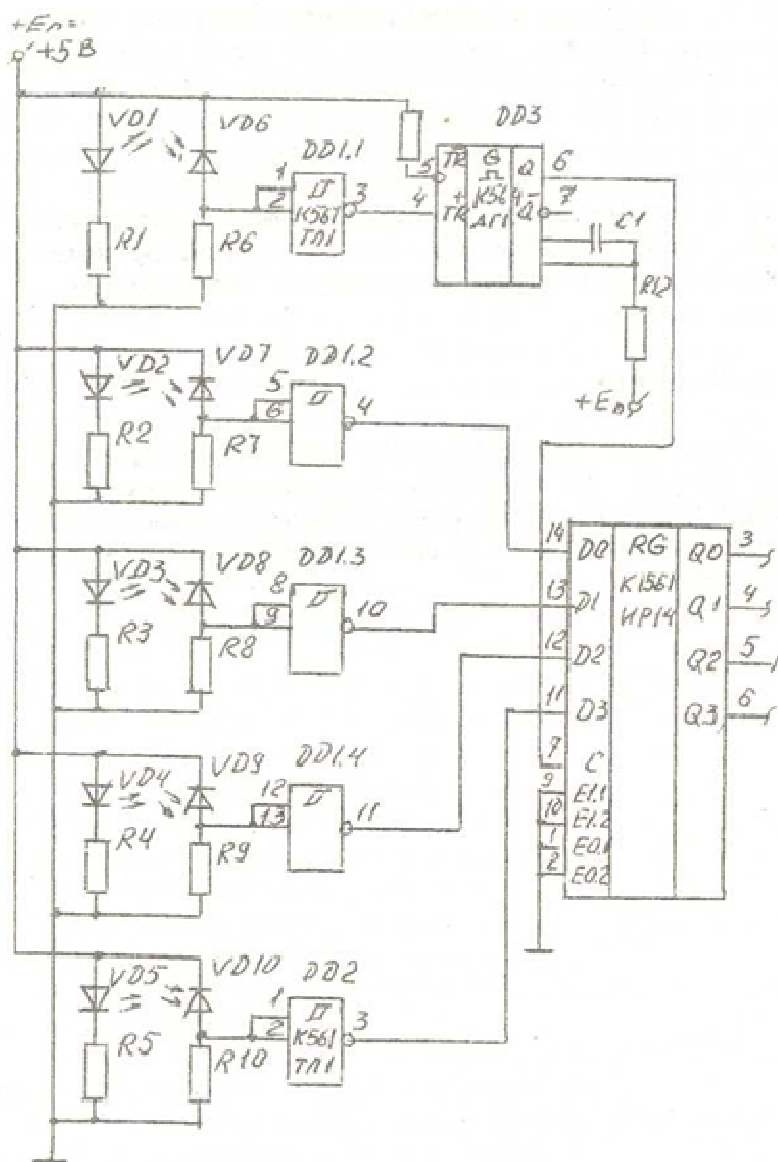 +Eп=
+5В
VD1
VD6
DD1.1
1
2
3
К561
ТЛ1
R1
R6
DD3
5
TR
4
TR
G
К561
АГ1
Q
6
Q
7
C1
R12
+Eп
VD2
VD7
DD1.2
5
6
4
R2
R7
VD3
VD8
DD1.3
8
9
10
R3
R8
VD4
VD9
DD1.4
12
13
11
R4
R9
VD5
VD10
DD2
1
2
3
К561
ТЛ1
R5
R10
14
D0
RG
Q0
3
13
D1
К1561
ИР14
Q1
4
12
D2
Q2
5
11
D3
Q3
6
7
C
9
E1.1
10
E1.2
1
E0.1
2
E0.2